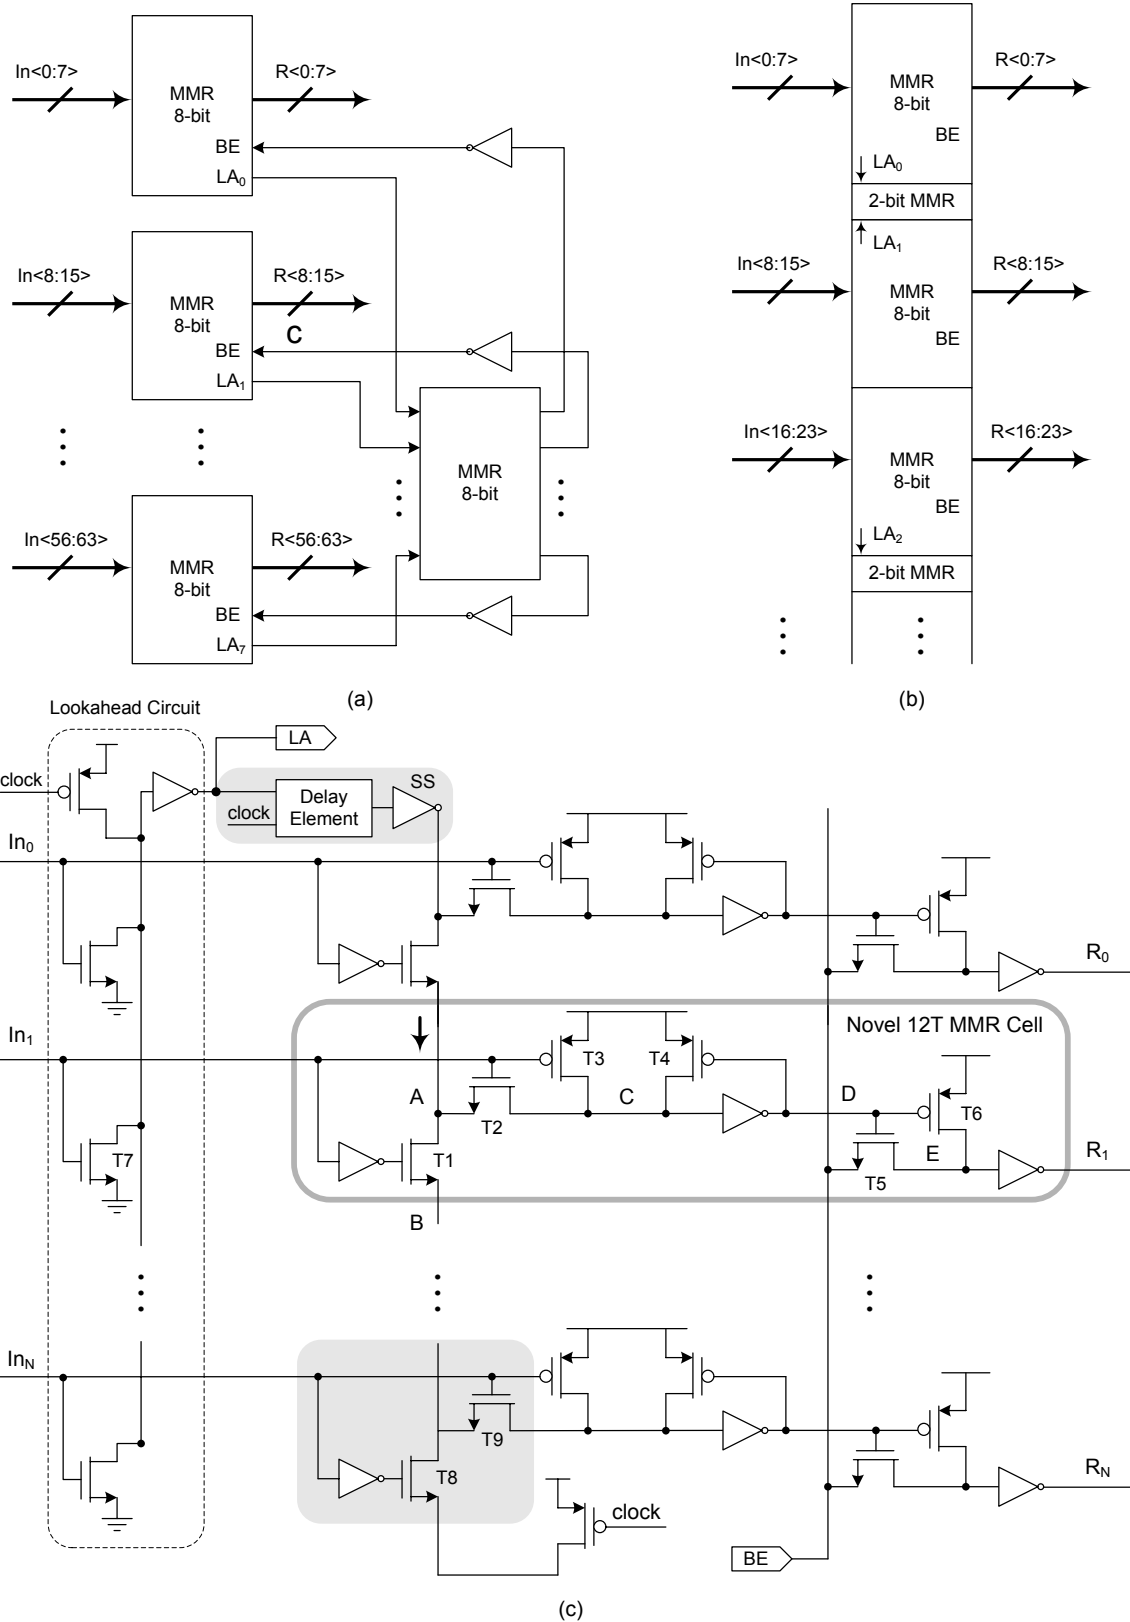 In<0:7>
MMR
8-bit
R<0:7>
BE
LA0
In<8:15>
MMR
8-bit
R<8:15>
C
BE
LA1
MMR
8-bit
In<56:63>
MMR
8-bit
R<56:63>
BE
LA7
(a)
In<0:7>
MMR
8-bit
R<0:7>
BE
LA0
2-bit MMR
LA1
In<8:15>
MMR
8-bit
R<8:15>
BE
In<16:23>
MMR
8-bit
R<16:23>
BE
LA2
2-bit MMR
(b)
Lookahead Circuit
LA
clock
SS
Delay
Element
clock
In0
R0
In1
Novel 12T MMR Cell
T3
T4
A
C
D
T2
T6
T7
T1
E
R1
T5
B
InN
T9
T8
RN
clock
BE
(c)